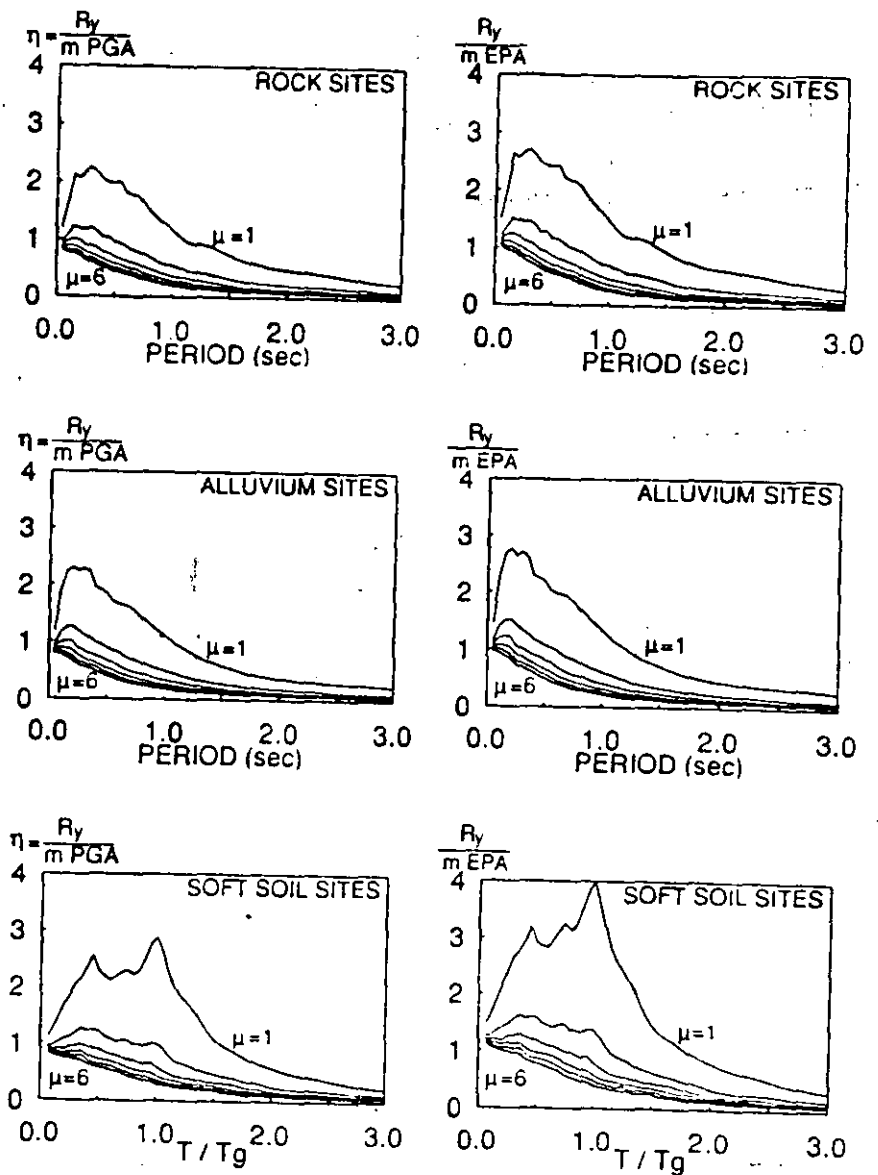 η = Ry / m PGA
ROCK SITES
4
3
2
1
0
μ=1
μ=6
0.0 1.0 2.0 3.0
PERIOD (sec)
Ry / m EPA
ROCK SITES
4
3
2
1
0
μ=1
μ=6
0.0 1.0 2.0 3.0
PERIOD (sec)
η = Ry / m PGA
ALLUVIUM SITES
4
3
2
1
0
μ=1
μ=6
0.0 1.0 2.0 3.0
PERIOD (sec)
Ry / m EPA
ALLUVIUM SITES
4
3
2
1
0
μ=1
μ=6
0.0 1.0 2.0 3.0
PERIOD (sec)
η = Ry / m PGA
SOFT SOIL SITES
4
3
2
1
0
μ=1
μ=6
0.0 1.0 2.0 3.0
T / Tg
Ry / m EPA
SOFT SOIL SITES
4
3
2
1
0
μ=1
μ=6
0.0 1.0 2.0 3.0
T / Tg